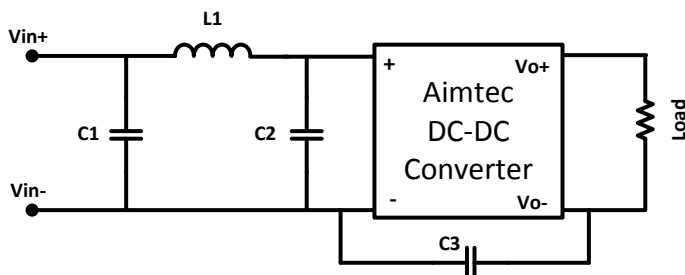 L1
Vin+
C1
C2
+
Vo+
Aimtec
DC-DC
Converter
Load
Vin-
-
Vo-
C3